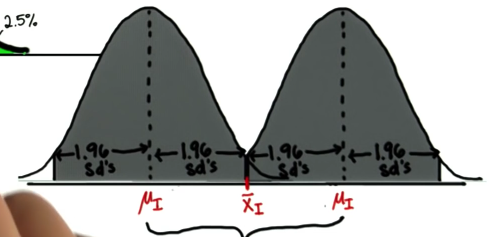 2.5%
1.96 sd's 1.96 sd's 1.96 sd's 1.96 sd's
μI x̄I μI